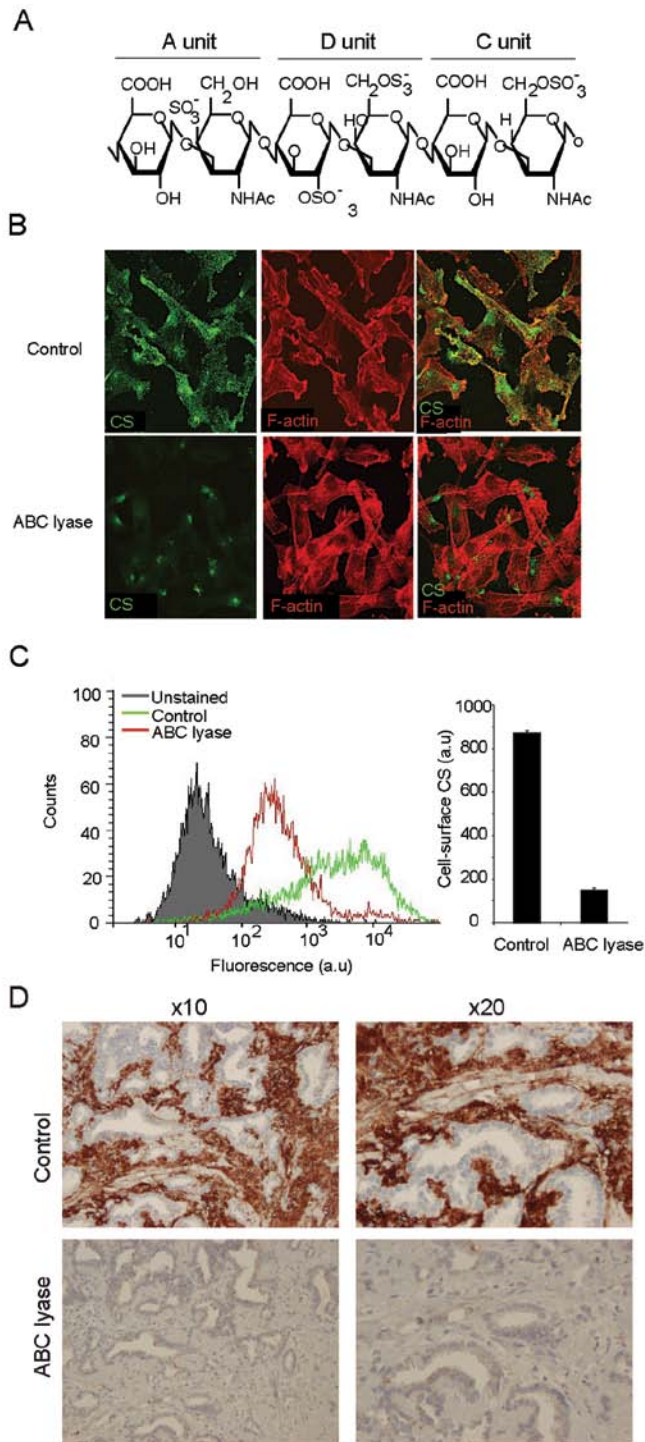 A
A unit
D unit
C unit
COOH
CH2OH
COOH
CH2OS3-
COOH
CH2OSO3-
SO3-
OH
OH
NHAc
O
OSO-3
HO
NHAc
OH
OH
H
NHAc
O
B
Control
CS
F-actin
CS
F-actin
ABC lyase
CS
F-actin
CS
F-actin
C
Unstained
Control
ABC lyase
100
80
60
40
20
0
Counts
10^1
10^2
10^3
10^4
Fluorescence (a.u)
1000
800
600
400
200
0
Cell-surface CS (a.u)
Control
ABC lyase
D
x10
x20
Control
ABC lyase